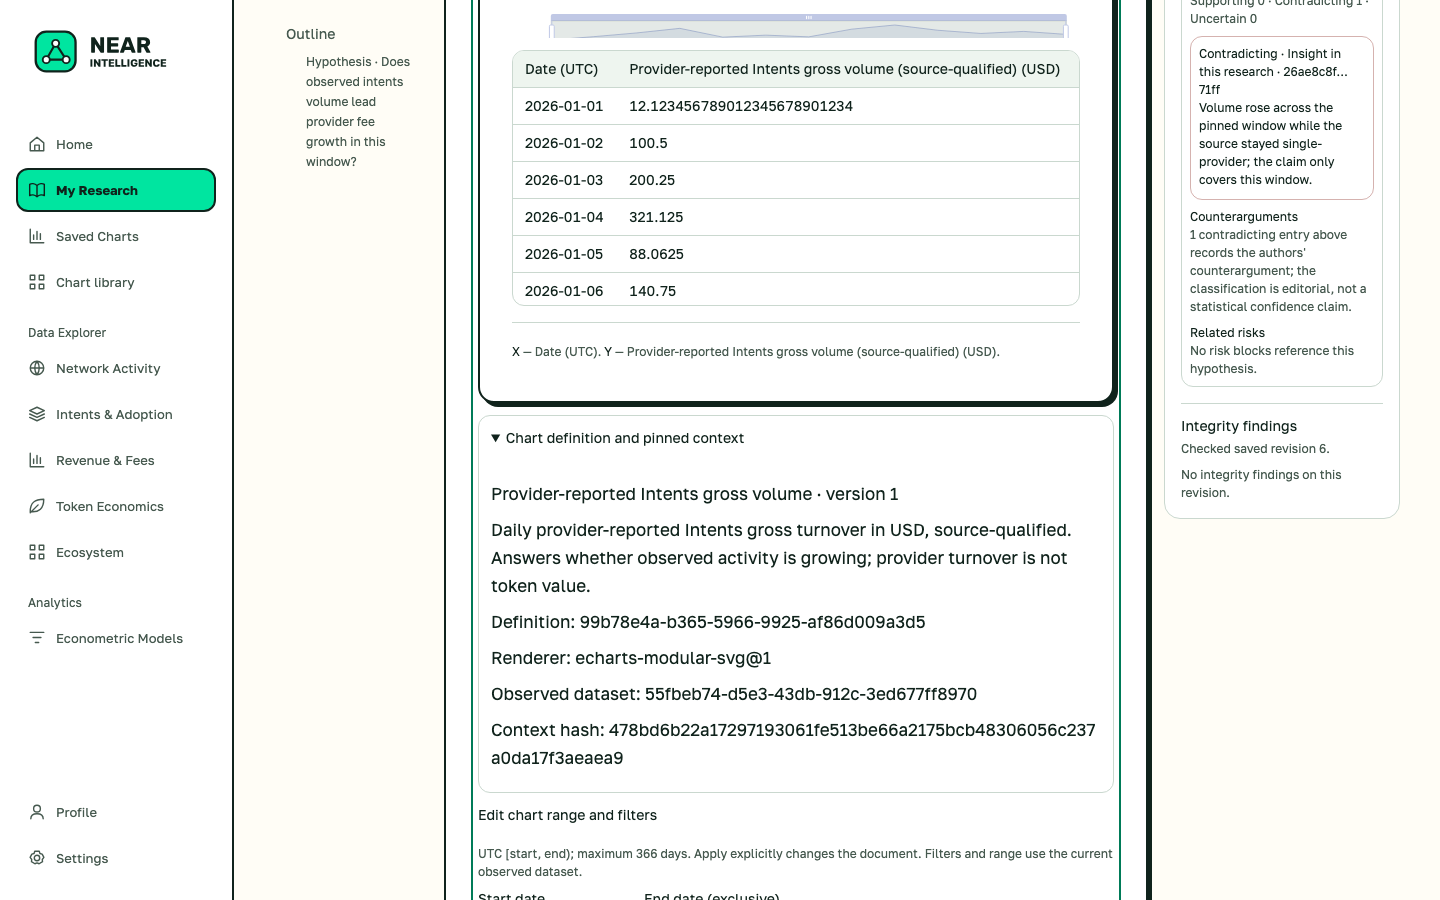 NEAR
INTELLIGENCE
Home
My Research
Saved Charts
Chart library
Data Explorer
Network Activity
Intents & Adoption
Revenue & Fees
Token Economics
Ecosystem
Analytics
Econometric Models
Profile
Settings
Outline
Hypothesis · Does
observed intents
volume lead
provider fee
growth in this
window?
Date (UTC) Provider-reported Intents gross volume (source-qualified) (USD)
2026-01-01 12.123456789012345678901234
2026-01-02 100.5
2026-01-03 200.25
2026-01-04 321.125
2026-01-05 88.0625
2026-01-06 140.75
X — Date (UTC). Y — Provider-reported Intents gross volume (source-qualified) (USD).
▼ Chart definition and pinned context
Provider-reported Intents gross volume · version 1
Daily provider-reported Intents gross turnover in USD, source-qualified.
Answers whether observed activity is growing; provider turnover is not
token value.
Definition: 99b78e4a-b365-5966-9925-af86d009a3d5
Renderer: echarts-modular-svg@1
Observed dataset: 55fbeb74-d5e3-43db-912c-3ed677ff8970
Context hash: 478bd6b22a17297193061fe513be66a2175bcb48306056c237
a0da17f3aeaea9
Edit chart range and filters
UTC [start, end); maximum 366 days. Apply explicitly changes the document. Filters and range use the current
observed dataset.
Start date End date (exclusive)
Supporting 0 · Contradicting 1 ·
Uncertain 0
Contradicting · Insight in
this research · 26ae8c8f…
71ff
Volume rose across the
pinned window while the
source stayed single-
provider; the claim only
covers this window.
Counterarguments
1 contradicting entry above
records the authors'
counterargument; the
classification is editorial, not a
statistical confidence claim.
Related risks
No risk blocks reference this
hypothesis.
Integrity findings
Checked saved revision 6.
No integrity findings on this
revision.